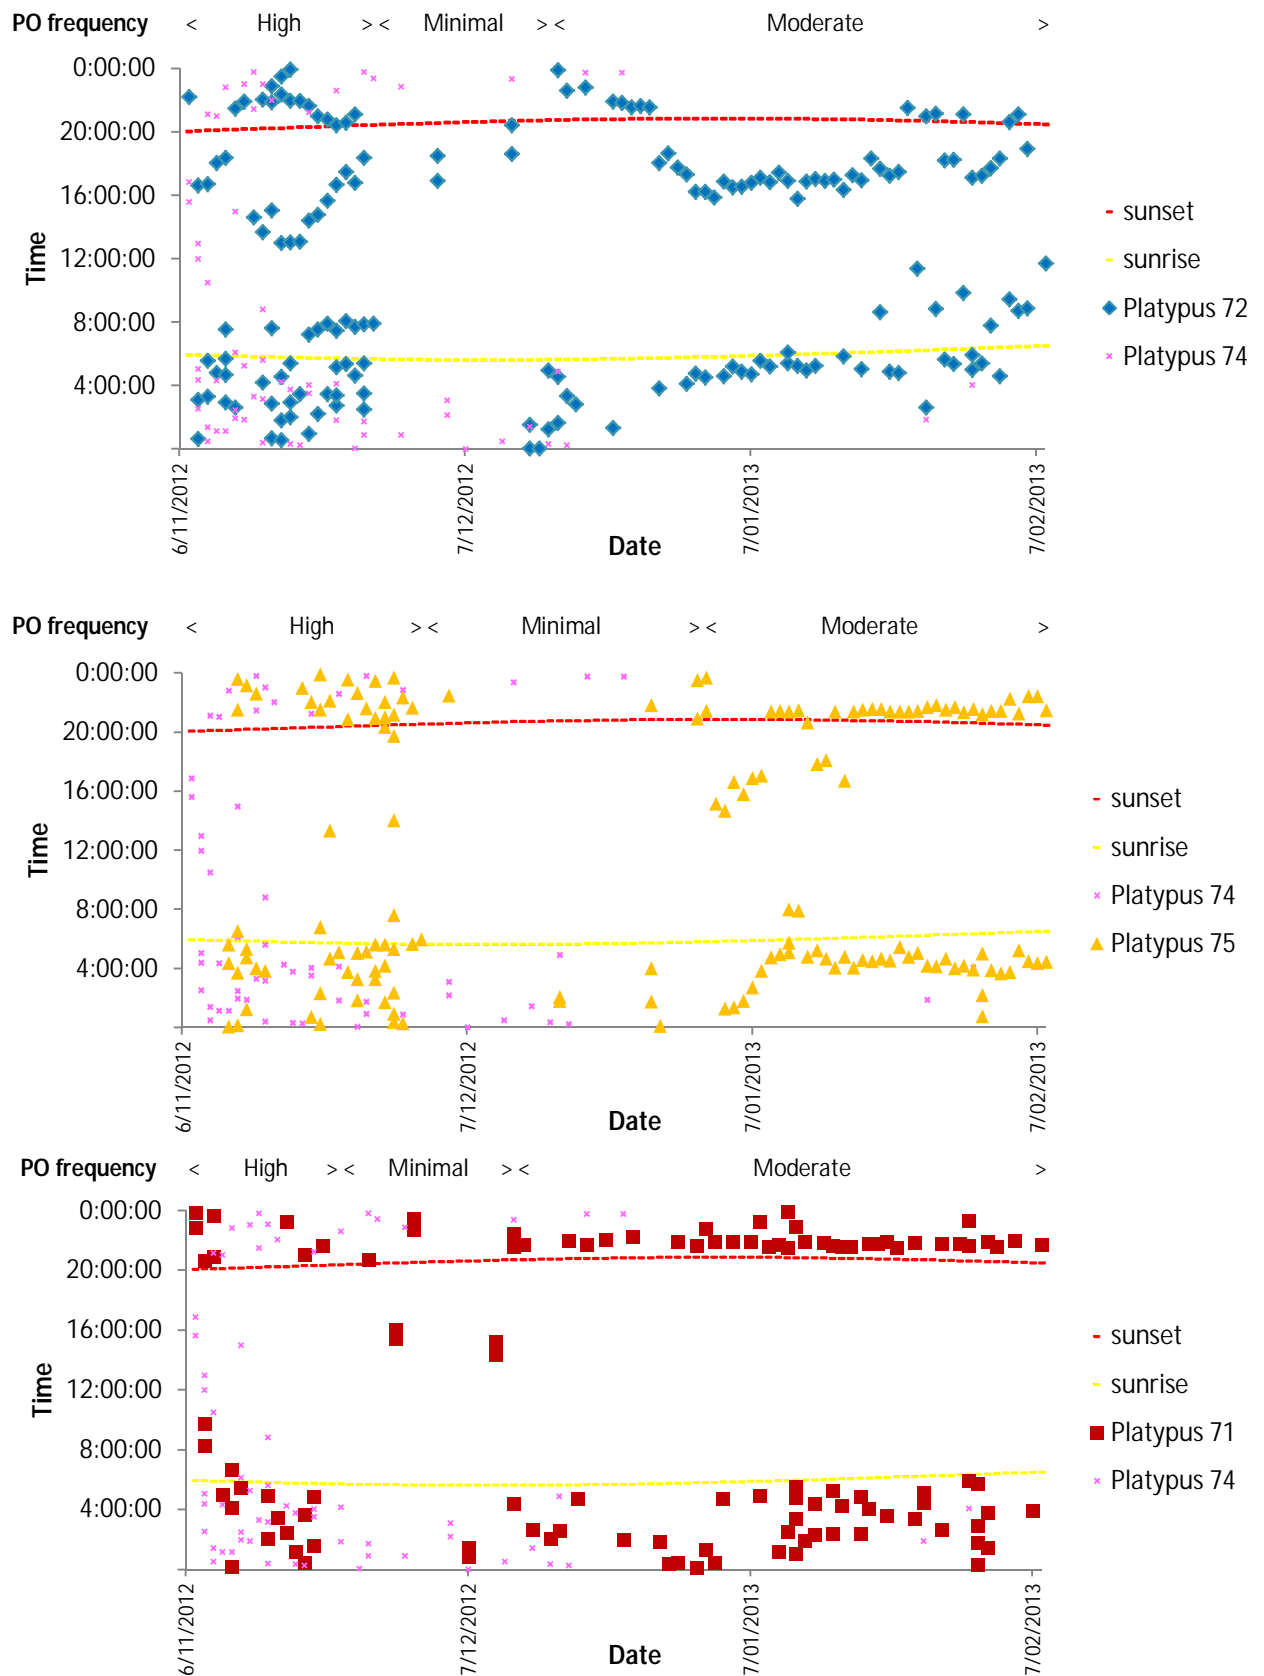 PO frequency < High > < Minimal > < Moderate >
0:00:00
20:00:00
16:00:00
12:00:00
8:00:00
4:00:00
Time
6/11/2012
7/12/2012
7/01/2013
7/02/2013
Date
sunset
sunrise
Platypus 72
Platypus 74
PO frequency < High > < Minimal > < Moderate >
0:00:00
20:00:00
16:00:00
12:00:00
8:00:00
4:00:00
Time
6/11/2012
7/12/2012
7/01/2013
7/02/2013
Date
sunset
sunrise
Platypus 74
Platypus 75
PO frequency < High > < Minimal > < Moderate >
0:00:00
20:00:00
16:00:00
12:00:00
8:00:00
4:00:00
Time
6/11/2012
7/12/2012
7/01/2013
7/02/2013
Date
sunset
sunrise
Platypus 71
Platypus 74